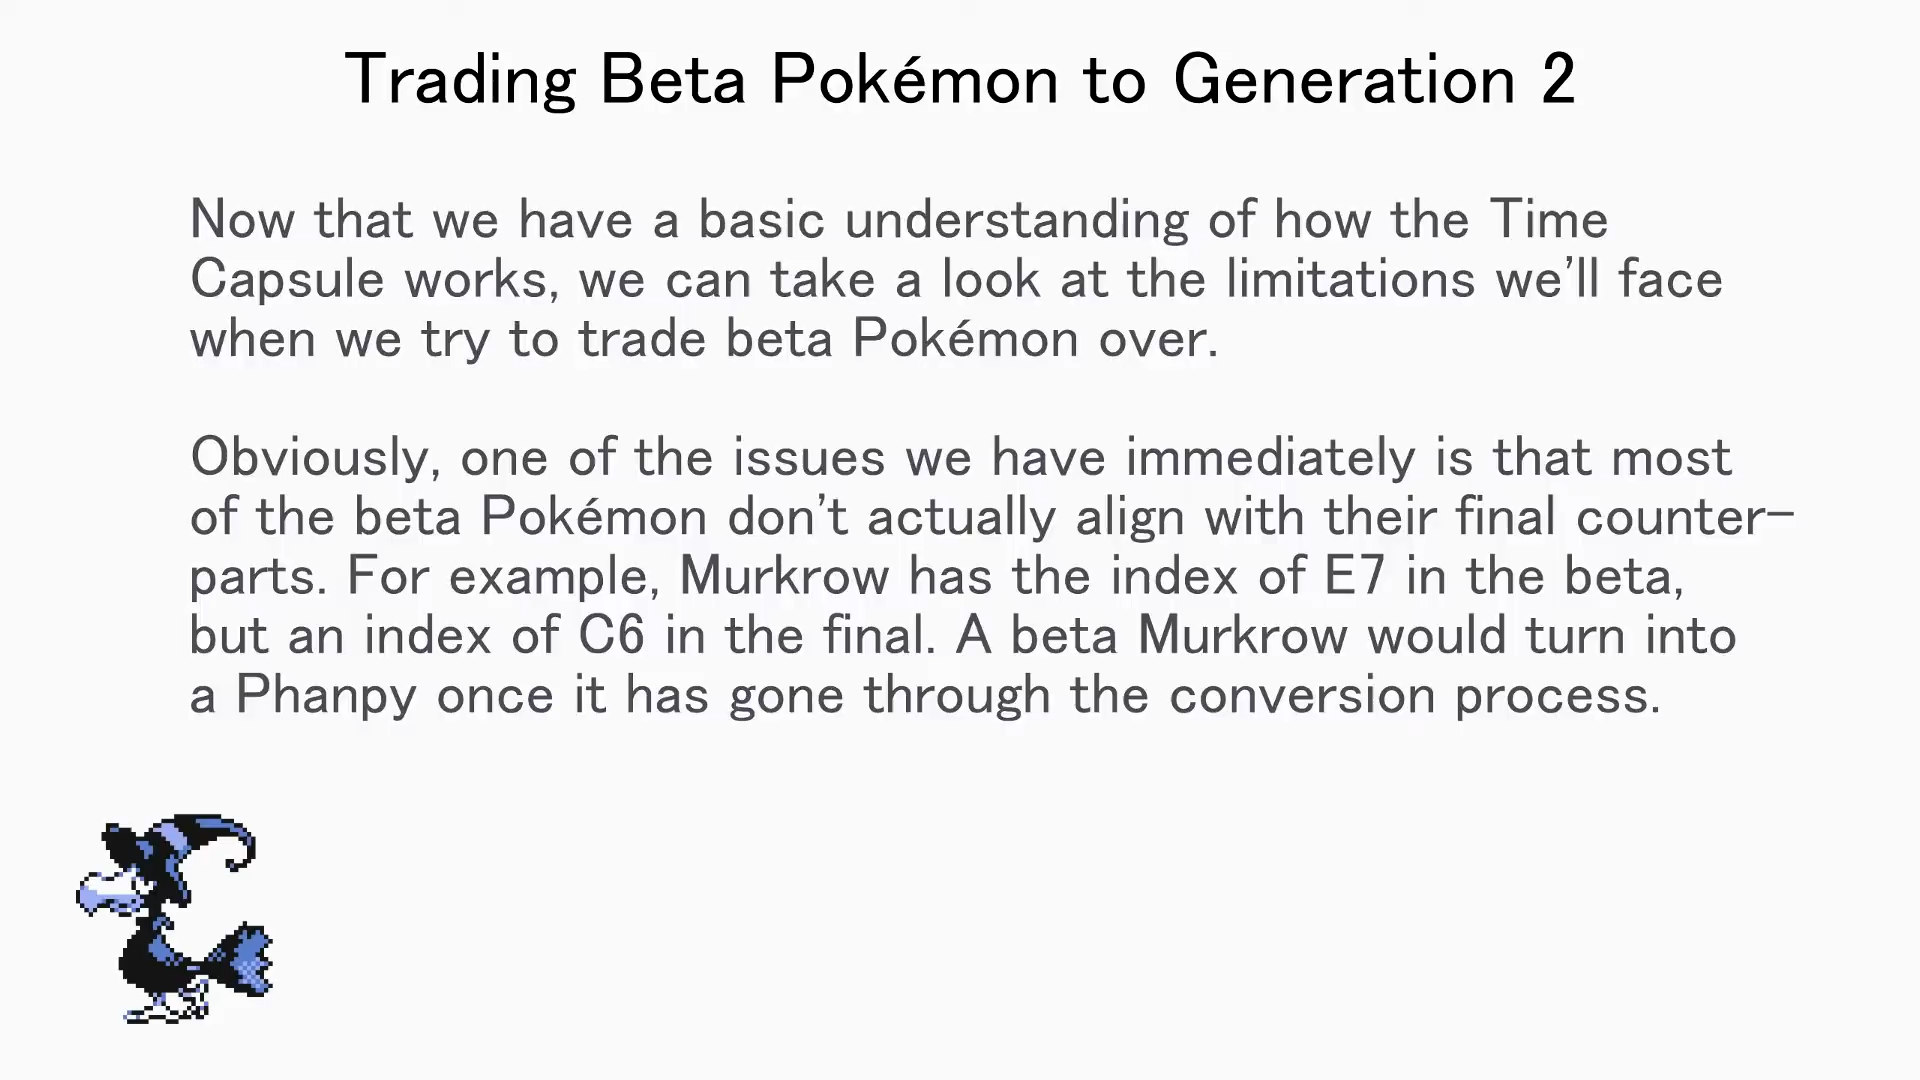 Trading Beta Pokémon to Generation 2
Now that we have a basic understanding of how the Time
Capsule works, we can take a look at the limitations we’ll face
when we try to trade beta Pokémon over.
Obviously, one of the issues we have immediately is that most
of the beta Pokémon don’t actually align with their final counter-
parts. For example, Murkrow has the index of E7 in the beta,
but an index of C6 in the final. A beta Murkrow would turn into
a Phanpy once it has gone through the conversion process.